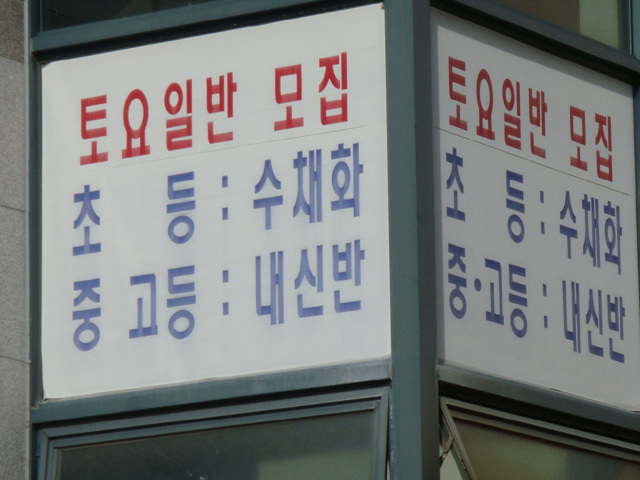 토요일반 모집
초 등 : 수채화
중 고등 : 내신반
토요일반 모집
초 등 : 수채화
중·고등 : 내신반